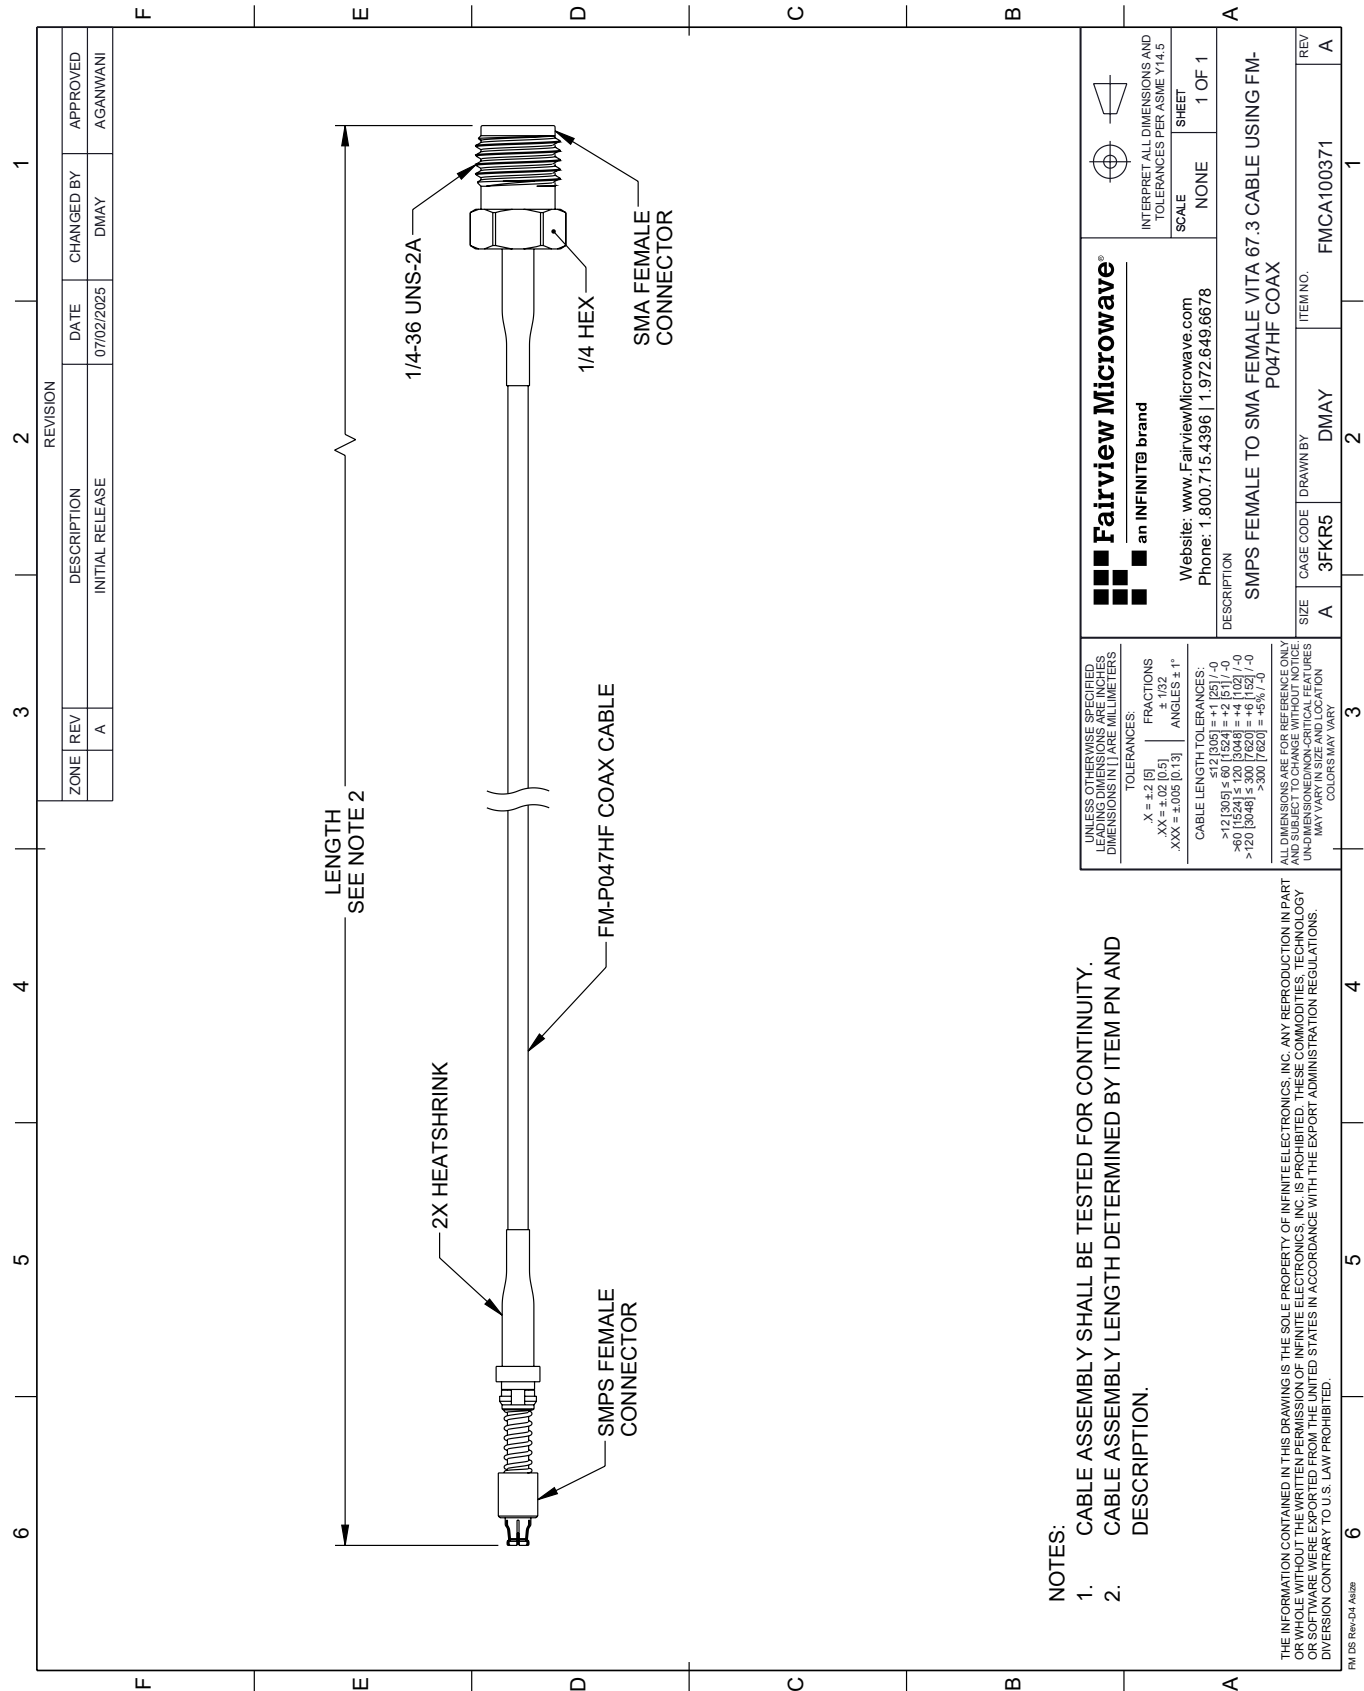 6 5 4 3 2 1
REVISION
ZONE REV DESCRIPTION DATE CHANGED BY APPROVED
A INITIAL RELEASE 07/02/2025 DMAY AGANWANI
F F
E E
D D
C C
B B
A A
LENGTH
SEE NOTE 2
1/4-36 UNS-2A
2X HEATSHRINK
1/4 HEX
SMPS FEMALE
CONNECTOR
FM-P047HF COAX CABLE
SMA FEMALE
CONNECTOR
NOTES:
1. CABLE ASSEMBLY SHALL BE TESTED FOR CONTINUITY.
2. CABLE ASSEMBLY LENGTH DETERMINED BY ITEM PN AND
DESCRIPTION.
THE INFORMATION CONTAINED IN THIS DRAWING IS THE SOLE PROPERTY OF INFINITE ELECTRONICS, INC. ANY REPRODUCTION IN PART
OR WHOLE WITHOUT THE WRITTEN PERMISSION OF INFINITE ELECTRONICS, INC. IS PROHIBITED. THESE COMMODITIES, TECHNOLOGY
OR SOFTWARE WERE EXPORTED FROM THE UNITED STATES IN ACCORDANCE WITH THE EXPORT ADMINISTRATION REGULATIONS.
DIVERSION CONTRARY TO U.S. LAW PROHIBITED.
UNLESS OTHERWISE SPECIFIED
LEADING DIMENSIONS ARE INCHES
DIMENSIONS IN [ ] ARE MILLIMETERS
TOLERANCES:
.X = ±.2 [5] FRACTIONS
.XX = ±.02 [0.5] ± 1/32
.XXX = ±.005 [0.13] ANGLES ± 1°
CABLE LENGTH TOLERANCES:
≤12 [305] = +1 [25] / -0
>12 [305] ≤ 60 [1524] = +2 [51] / -0
>60 [1524] ≤ 120 [3048] = +4 [102] / -0
>120 [3048] ≤ 300 [7620] = +6 [152] / -0
>300 [7620] = +5% / -0
ALL DIMENSIONS ARE FOR REFERENCE ONLY
AND SUBJECT TO CHANGE WITHOUT NOTICE.
UN-DIMENSIONED/NON-CRITICAL FEATURES
MAY VARY IN SIZE AND LOCATION
COLORS MAY VARY
Fairview Microwave®
an INFINIT℮ brand
Website: www.FairviewMicrowave.com
Phone: 1.800.715.4396 | 1.972.649.6678
INTERPRET ALL DIMENSIONS AND
TOLERANCES PER ASME Y14.5
SCALE SHEET
NONE 1 OF 1
DESCRIPTION
SMPS FEMALE TO SMA FEMALE VITA 67.3 CABLE USING FM-
P047HF COAX
SIZE CAGE CODE DRAWN BY ITEM NO. REV
A 3FKR5 DMAY FMCA100371 A
6 5 4 3 2 1
FM DS Rev-D4 Asize